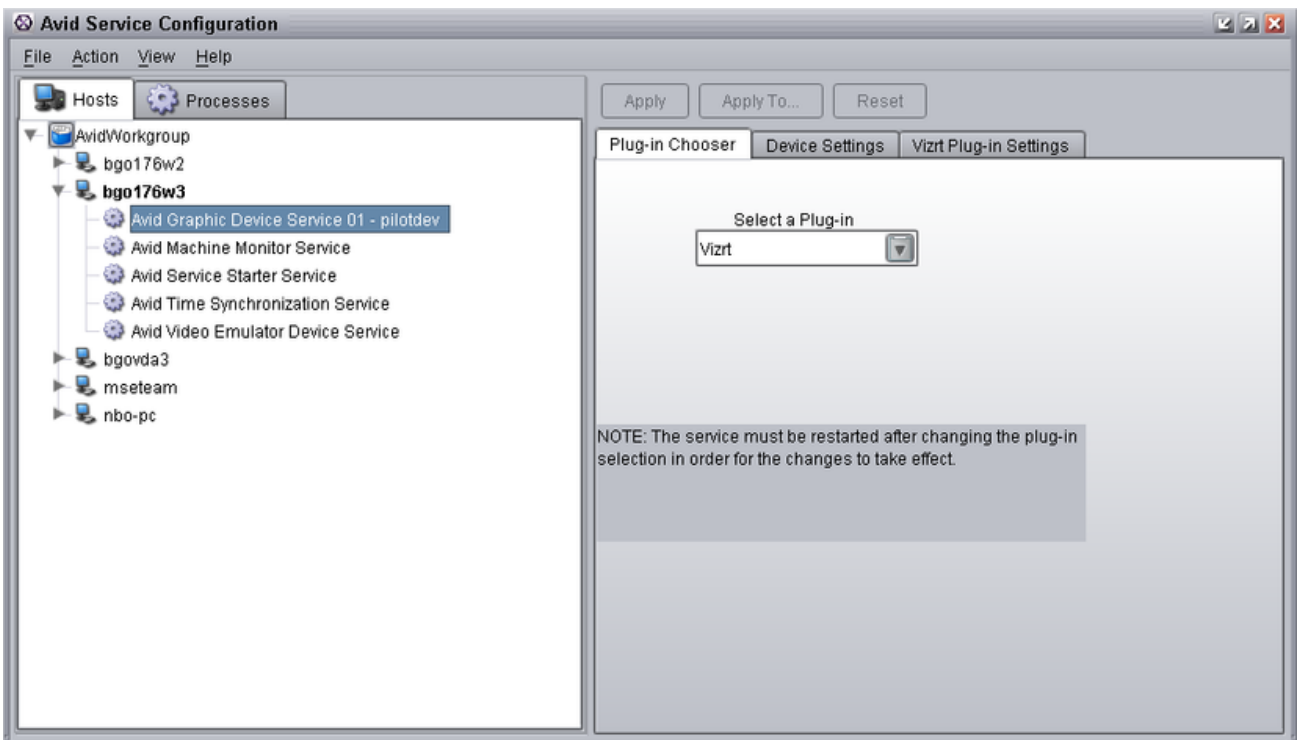 Avid Service Configuration
File Action View Help
Hosts Processes
AvidWorkgroup
bgo176w2
bgo176w3
Avid Graphic Device Service 01 - pilotdev
Avid Machine Monitor Service
Avid Service Starter Service
Avid Time Synchronization Service
Avid Video Emulator Device Service
bgovda3
mseteam
nbo-pc
Apply Apply To... Reset
Plug-in Chooser Device Settings Vizrt Plug-in Settings
Select a Plug-in
Vizrt
NOTE: The service must be restarted after changing the plug-in
selection in order for the changes to take effect.